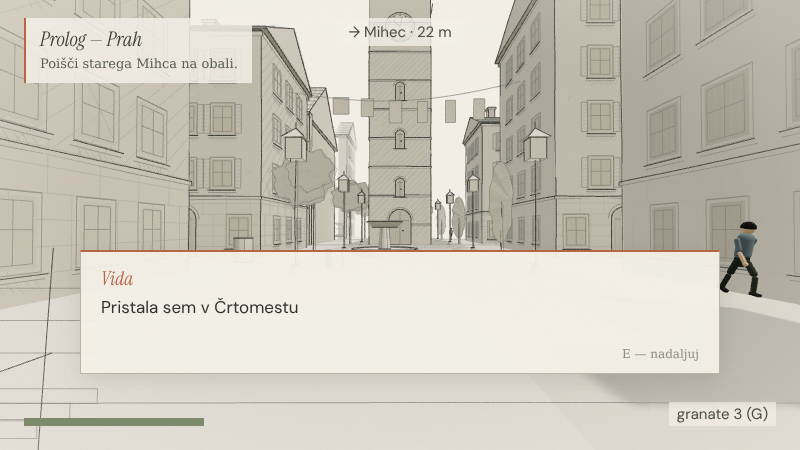 Prolog – Prah
Poišči starega Mihca na obali.
→ Mihec · 22 m
Vida
Pristala sem v Črtomestu
E — nadaljuj
granate 3 (G)